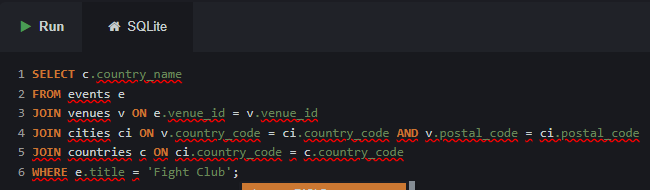 Run SQLite
1 SELECT c.country_name
2 FROM events e
3 JOIN venues v ON e.venue_id = v.venue_id
4 JOIN cities ci ON v.country_code = ci.country_code AND v.postal_code = ci.postal_code
5 JOIN countries c ON ci.country_code = c.country_code
6 WHERE e.title = 'Fight Club';